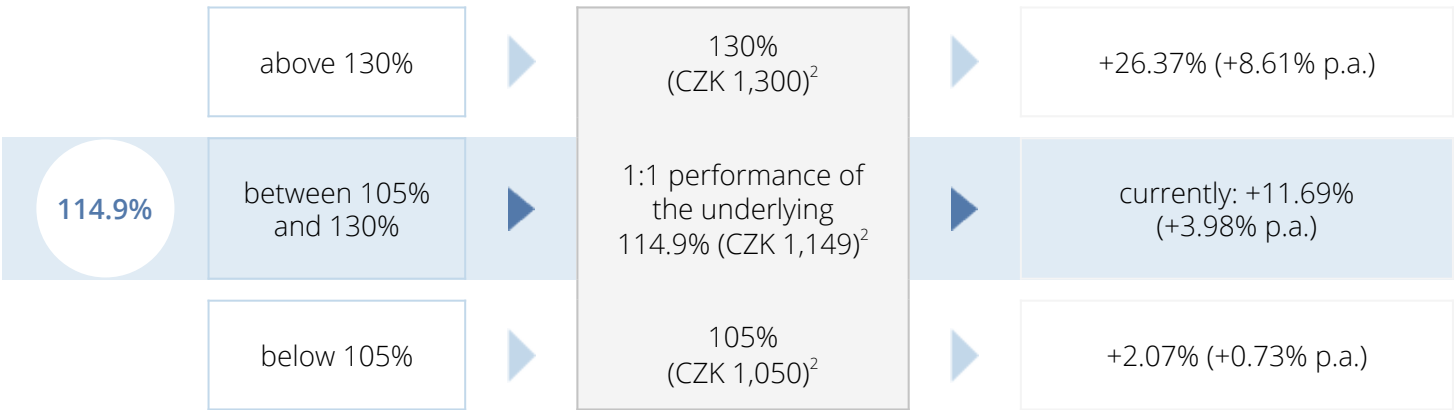 above 130%
130%
(CZK 1,300)²
+26.37% (+8.61% p.a.)
114.9%
between 105%
and 130%
1:1 performance of
the underlying
114.9% (CZK 1,149)²
currently: +11.69%
(+3.98% p.a.)
below 105%
105%
(CZK 1,050)²
+2.07% (+0.73% p.a.)